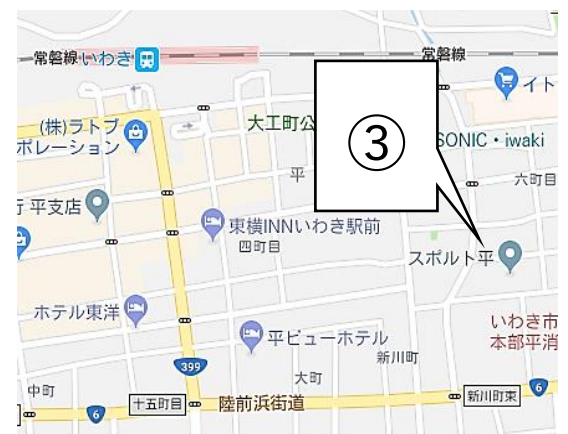 常磐線 いわき
常磐線
イト
(株)ラトブ
ポレーション
大工町公
③
SONIC・iwaki
六町目
平
平支店
東横INNいわき駅前
四町目
スポルト平
ホテル東洋
いわき市
本部平消
平ビューホテル
新川町
399
大町
中町
十五町目
陸前浜街道
新川町東
6
6